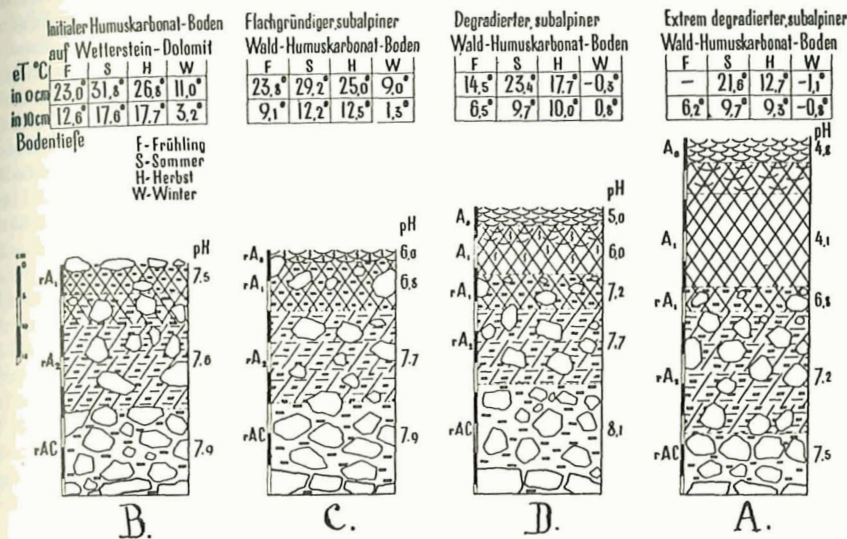 Initialer Humuskarbonat-Boden
auf Wetterstein-Dolomit
eT °C F S H W
in 0cm 23,0° 31,8° 26,8° 11,0°
in 10cm 12,6° 17,6° 17,7° 3,2°
Bodentiefe
F-Frühling
S-Sommer
H-Herbst
W-Winter
pH
rA₁ 7.5
rA₂ 7.8
rAC 7.9
B.
Flachgründiger, subalpiner
Wald-Humuskarbonat-Boden
F S H W
23,8° 29,2° 25,0° 9,0°
9,1° 12,2° 12,5° 1,3°
pH
rA₀ 6,0
rA₁ 6,8
rA₂ 7.7
rAC 7.9
C.
Degradierter, subalpiner
Wald-Humuskarbonat-Boden
F S H W
14,5° 23,4° 17,7° -0,3°
6,5° 9,7° 10,0° 0,8°
pH
A₀ 5,0
A₁ 6,0
rA₁ 7.2
rA₂ 7.7
rAC 8,1
D.
Extrem degradierter, subalpiner
Wald-Humuskarbonat-Boden
F S H W
– 21,6° 12,7° -1,1°
6,2° 9,7° 9,3° -0,8°
pH
A₀ 4,8
A₁ 4,1
rA₁ 6,8
rA₂ 7.2
rAC 7,5
A.